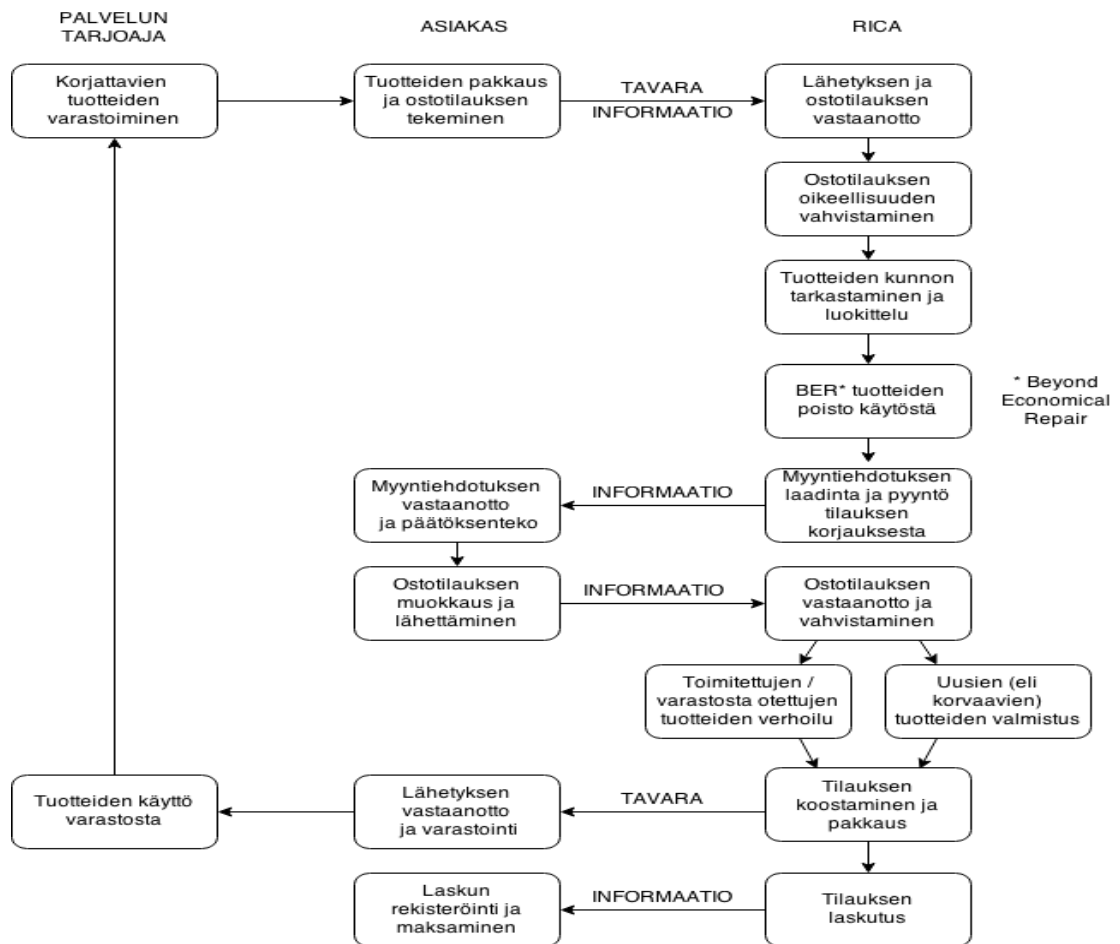 PALVELUN
TARJOAJA
ASIAKAS
RICA
Korjattavien
tuotteiden
varastoiminen
Tuotteiden pakkaus
ja ostotilauksen
tekeminen
TAVARA
INFORMAATIO
Lähetyksen ja
ostotilauksen
vastaanotto
Ostotilauksen
oikeellisuuden
vahvistaminen
Tuotteiden kunnon
tarkastaminen ja
luokittelu
BER* tuotteiden
poisto käytöstä
* Beyond
Economical
Repair
Myyntiehdotuksen
vastaanotto
ja päätöksenteko
INFORMAATIO
Myyntiehdotuksen
laadinta ja pyyntö
tilauksen
korjauksesta
Ostotilauksen
muokkaus ja
lähettäminen
INFORMAATIO
Ostotilauksen
vastaanotto ja
vahvistaminen
Toimitettujen /
varastosta otettujen
tuotteiden verhoilu
Uusien (eli
korvaavien)
tuotteiden valmistus
Tuotteiden käyttö
varastosta
Lähetyksen
vastaanotto
ja varastointi
TAVARA
Tilauksen
koostaminen ja
pakkaus
Laskun
rekisteröinti ja
maksaminen
INFORMAATIO
Tilauksen
laskutus